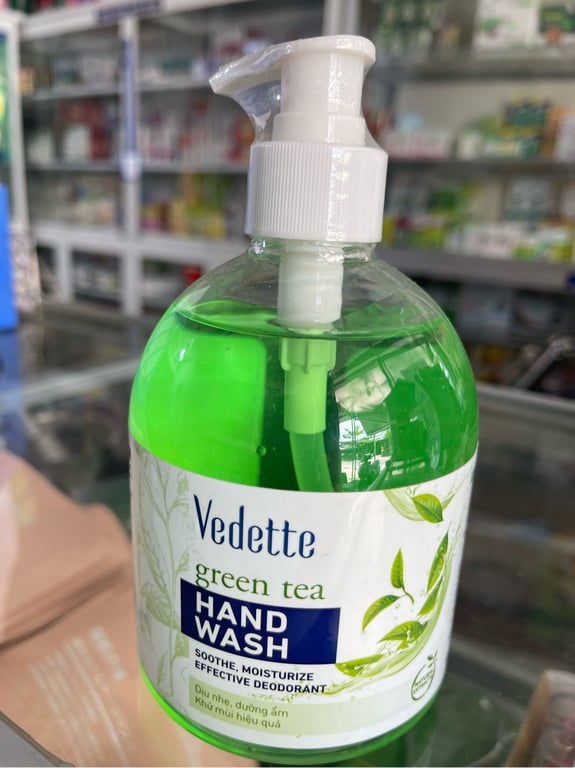 Vedette
green tea
HAND
WASH
SOOTHE, MOISTURIZE
EFFECTIVE DEODORANT
Dịu nhẹ, dưỡng ẩm
Khử mùi hiệu quả